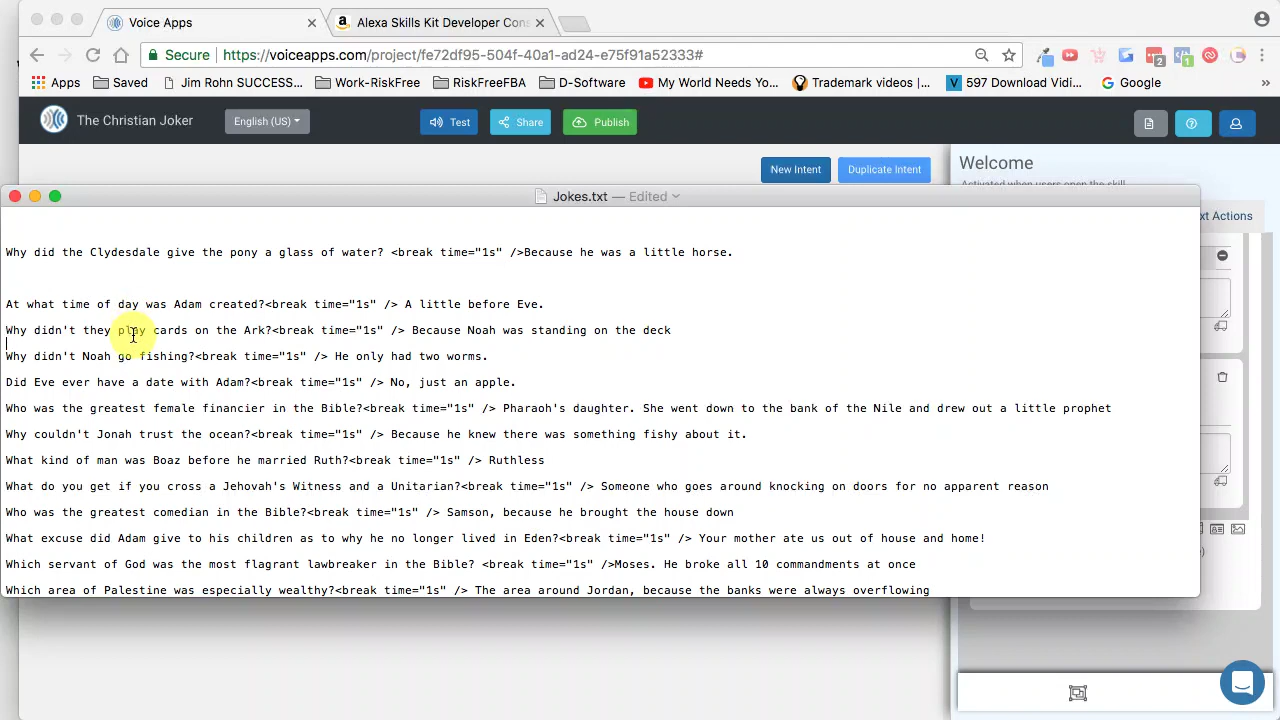 Voice Apps
Alexa Skills Kit Developer Cons
Secure https://voiceapps.com/project/fe72df95-504f-40a1-ad24-e75f91a52333#
Apps Saved Jim Rohn SUCCESS... Work-RiskFree RiskFreeFBA D-Software My World Needs Yo... Trademark videos |... 597 Download Vidi... Google »
The Christian Joker English (US) Test Share Publish
New Intent Duplicate Intent Welcome
Activated when users open the skill
Jokes.txt — Edited
xt Actions
Why did the Clydesdale give the pony a glass of water? <break time="1s" />Because he was a little horse.
At what time of day was Adam created?<break time="1s" /> A little before Eve.
Why didn't they play cards on the Ark?<break time="1s" /> Because Noah was standing on the deck
Why didn't Noah go fishing?<break time="1s" /> He only had two worms.
Did Eve ever have a date with Adam?<break time="1s" /> No, just an apple.
Who was the greatest female financier in the Bible?<break time="1s" /> Pharaoh's daughter. She went down to the bank of the Nile and drew out a little prophet
Why couldn't Jonah trust the ocean?<break time="1s" /> Because he knew there was something fishy about it.
What kind of man was Boaz before he married Ruth?<break time="1s" /> Ruthless
What do you get if you cross a Jehovah's Witness and a Unitarian?<break time="1s" /> Someone who goes around knocking on doors for no apparent reason
Who was the greatest comedian in the Bible?<break time="1s" /> Samson, because he brought the house down
What excuse did Adam give to his children as to why he no longer lived in Eden?<break time="1s" /> Your mother ate us out of house and home!
Which servant of God was the most flagrant lawbreaker in the Bible? <break time="1s" />Moses. He broke all 10 commandments at once
Which area of Palestine was especially wealthy?<break time="1s" /> The area around Jordan, because the banks were always overflowing